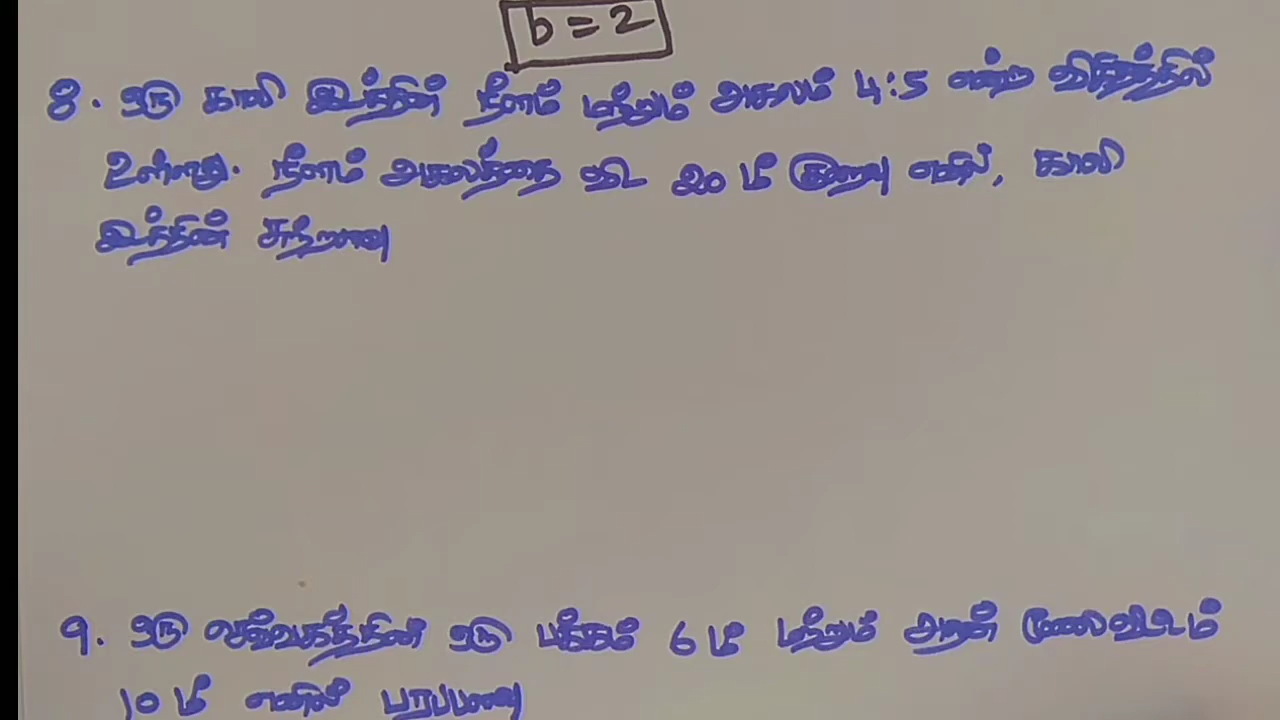 b = 2
8. ஒரு காலி இடத்தின் நீளம் மற்றும் அகலம் 4:5 என்ற விகிதத்தில்
உள்ளது. நீளம் அகலத்தை விட 20 மீ குறைவு எனில், காலி
இடத்தின் சுற்றளவு
9. ஒரு செவ்வகத்தின் ஒரு பக்கம் 6 மீ மற்றும் அதன் மூலைவிட்டம்
10 மீ எனில் பரப்பளவு